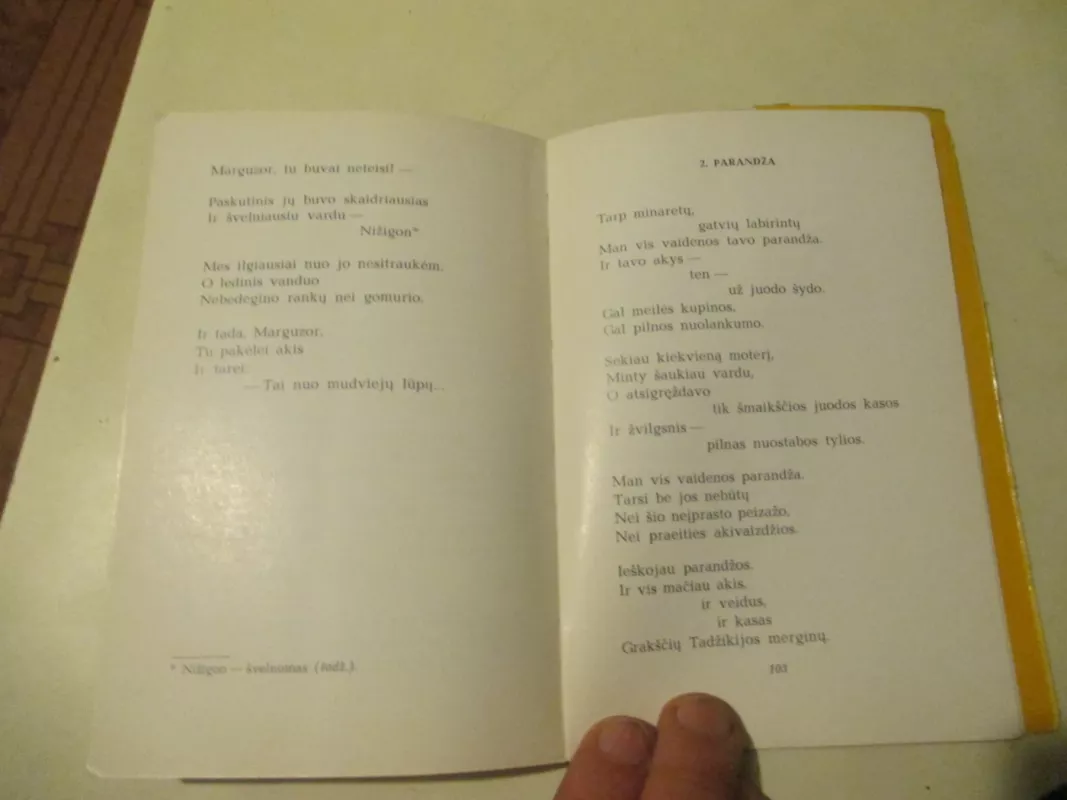 Marguzor, tu buvai neteisi! —
Paskutinis jų buvo skaidriausias
Ir švelniausiu vardu —
Nižigon*
Mes ilgiausiai nuo jo nesitraukėm,
O ledinis vanduo
Nebedegino rankų nei gomurio.
Ir tada, Marguzor,
Tu pakėlei akis
Ir tarei:
— Tai nuo mudviejų lūpų...
* Nižigon — švelnumas (tadž.).
2. PARANDŽA
Tarp minaretų,
gatvių labirintų
Man vis vaidenos tavo parandža.
Ir tavo akys —
ten —
už juodo šydo.
Gal meilės kupinos,
Gal pilnos nuolankumo.
Sekiau kiekvieną moterį,
Minty šaukiau vardu,
O atsigręždavo
tik šmaikščios juodos kasos
Ir žvilgsnis —
pilnas nuostabos tylios.
Man vis vaidenos parandža.
Tarsi be jos nebūtų
Nei šio neįprasto peizažo,
Nei praeities akivaizdžios.
Ieškojau parandžos.
Ir vis mačiau akis,
ir veidus,
ir kasas
Grakščių Tadžikijos merginų.
103